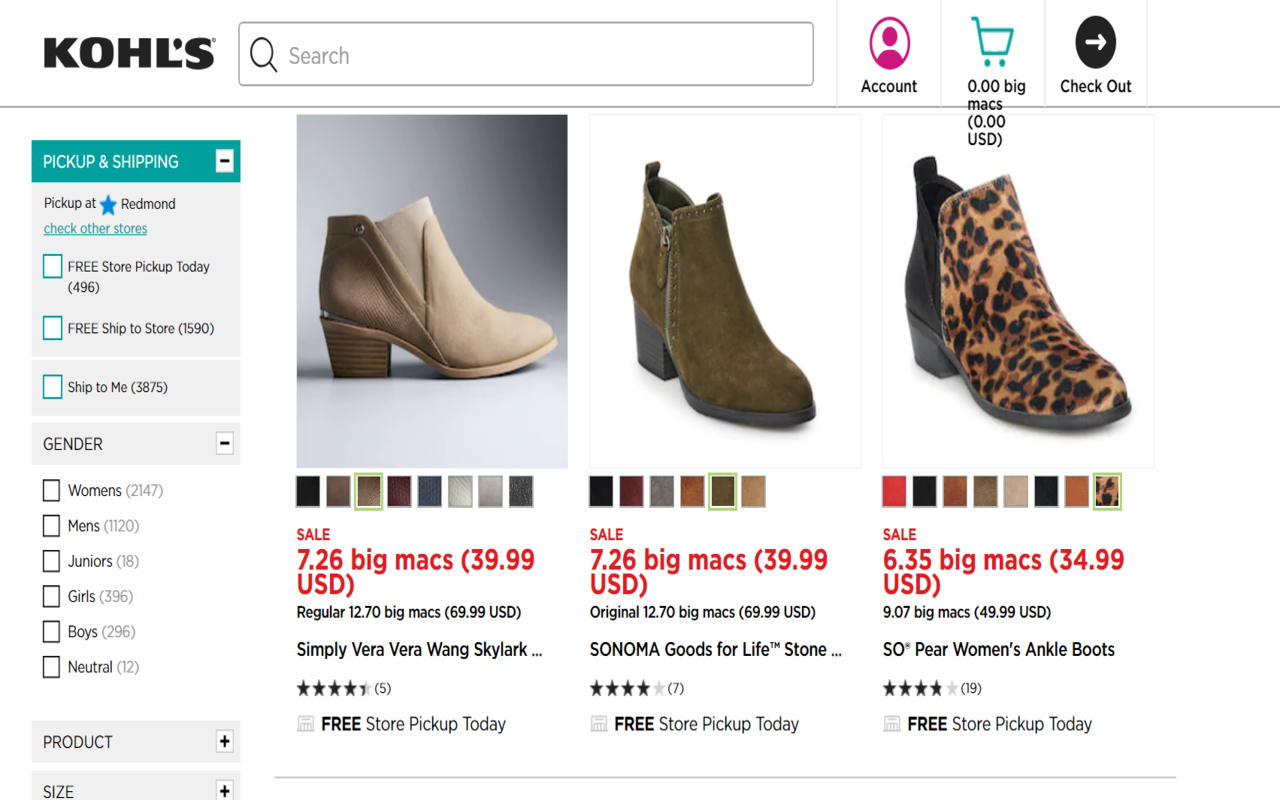 KOHL'S®
Search
Account
0.00 big
macs
(0.00
USD)
Check Out
PICKUP & SHIPPING
Pickup at Redmond
check other stores
FREE Store Pickup Today
(496)
FREE Ship to Store (1590)
Ship to Me (3875)
GENDER
Womens (2147)
Mens (1120)
Juniors (18)
Girls (396)
Boys (296)
Neutral (12)
PRODUCT
SIZE
SALE
7.26 big macs (39.99
USD)
Regular 12.70 big macs (69.99 USD)
Simply Vera Vera Wang Skylark ...
(5)
FREE Store Pickup Today
SALE
7.26 big macs (39.99
USD)
Original 12.70 big macs (69.99 USD)
SONOMA Goods for Life™ Stone ...
(7)
FREE Store Pickup Today
SALE
6.35 big macs (34.99
USD)
9.07 big macs (49.99 USD)
SO® Pear Women's Ankle Boots
(19)
FREE Store Pickup Today